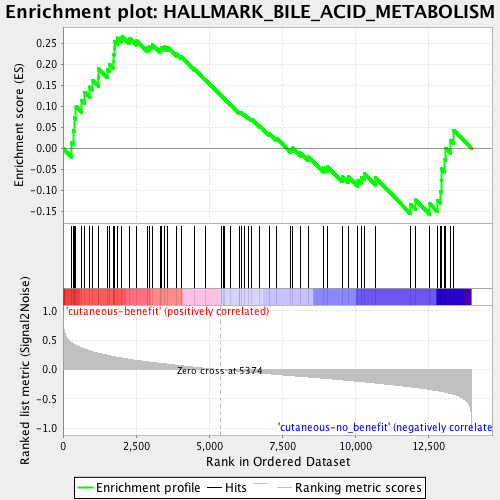 Enrichment plot: HALLMARK_BILE_ACID_METABOLISM
Enrichment score (ES)
0.25
0.20
0.15
0.10
0.05
0.00
-0.05
-0.10
-0.15
'cutaneous-benefit' (positively correlated)
Ranked list metric (Signal2Noise)
1.0
0.5
0.0
-0.5
-1.0
Zero cross at 5374
'cutaneous-no_benefit' (negatively correlate
0
2,500
5,000
7,500
10,000
12,500
Rank in Ordered Dataset
Enrichment profile
Hits
Ranking metric scores